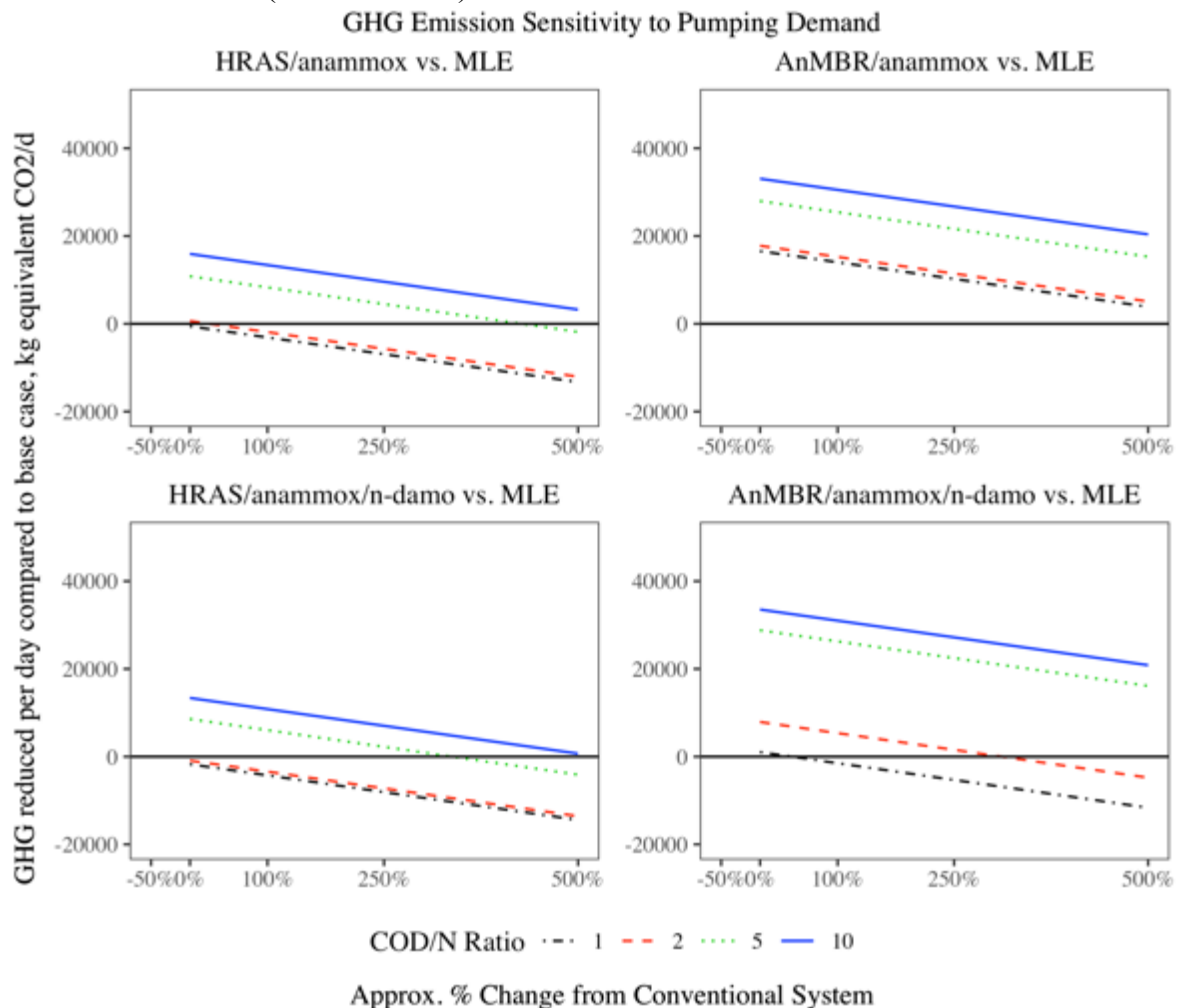 GHG Emission Sensitivity to Pumping Demand
HRAS/anammox vs. MLE
AnMBR/anammox vs. MLE
GHG reduced per day compared to base case, kg equivalent CO2/d
40000
20000
0
-20000
-50%0% 100% 250% 500%
40000
20000
0
-20000
-50%0% 100% 250% 500%
HRAS/anammox/n-damo vs. MLE
AnMBR/anammox/n-damo vs. MLE
40000
20000
0
-20000
-50%0% 100% 250% 500%
40000
20000
0
-20000
-50%0% 100% 250% 500%
COD/N Ratio 1 2 5 10
Approx. % Change from Conventional System